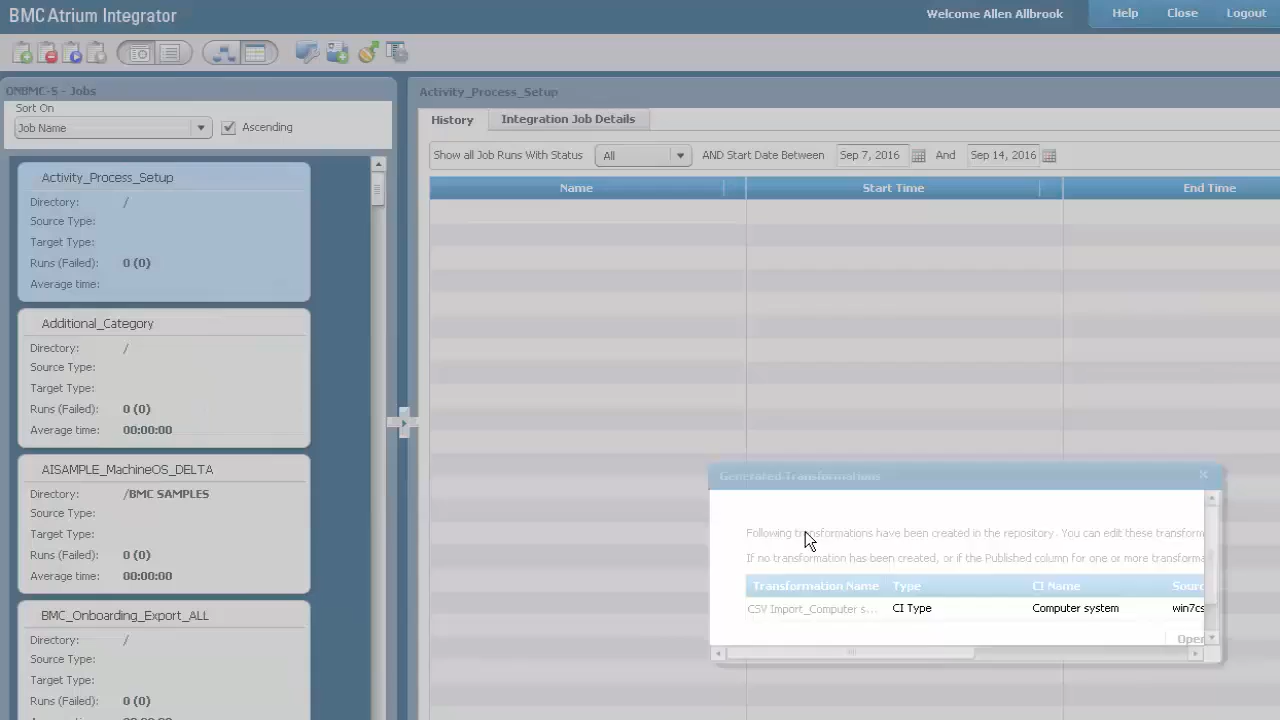 BMC Atrium Integrator
Welcome Allen Allbrook
Help
Close
Logout
ONBMC-S - Jobs
Sort On
Job Name
Ascending
Activity_Process_Setup
Directory: /
Source Type:
Target Type:
Runs (Failed): 0 (0)
Average time:
Additional_Category
Directory: /
Source Type:
Target Type:
Runs (Failed): 0 (0)
Average time: 00:00:00
AISAMPLE_MachineOS_DELTA
Directory: /BMC SAMPLES
Source Type:
Target Type:
Runs (Failed): 0 (0)
Average time: 00:00:00
BMC_Onboarding_Export_ALL
Directory: /
Source Type:
Target Type:
Runs (Failed): 0 (0)
Activity_Process_Setup
History
Integration Job Details
Show all Job Runs With Status All AND Start Date Between Sep 7, 2016 And Sep 14, 2016
Name Start Time End Time
Generated Transformations
Following transformations have been created in the repository. You can edit these transform
If no transformation has been created, or if the Published column for one or more transforma
Transformation Name Type CI Name Sourc
CSV Import_Computer s... CI Type Computer system win7cs
Open